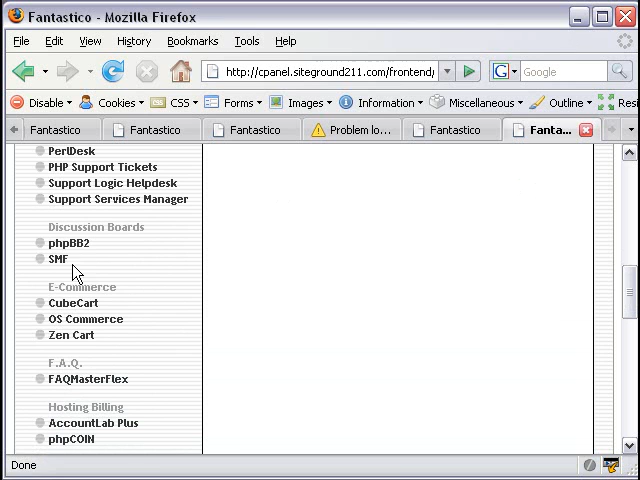 Fantastico - Mozilla Firefox
File Edit View History Bookmarks Tools Help
http://cpanel.siteground211.com/frontend/ G Google
Disable Cookies CSS Forms Images Information Miscellaneous Outline Resi
Fantastico Fantastico Fantastico Problem lo... Fantastico Fanta...
PerlDesk
PHP Support Tickets
Support Logic Helpdesk
Support Services Manager
Discussion Boards
phpBB2
SMF
E-Commerce
CubeCart
OS Commerce
Zen Cart
F.A.Q.
FAQMasterFlex
Hosting Billing
AccountLab Plus
phpCOIN
Done